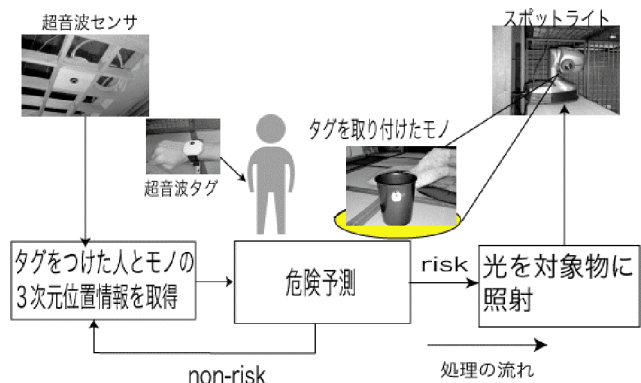 超音波センサ
スポットライト
タグを取り付けたモノ
超音波タグ
タグをつけた人とモノの
3次元位置情報を取得
危険予測
risk
光を対象物に
照射
non-risk
処理の流れ